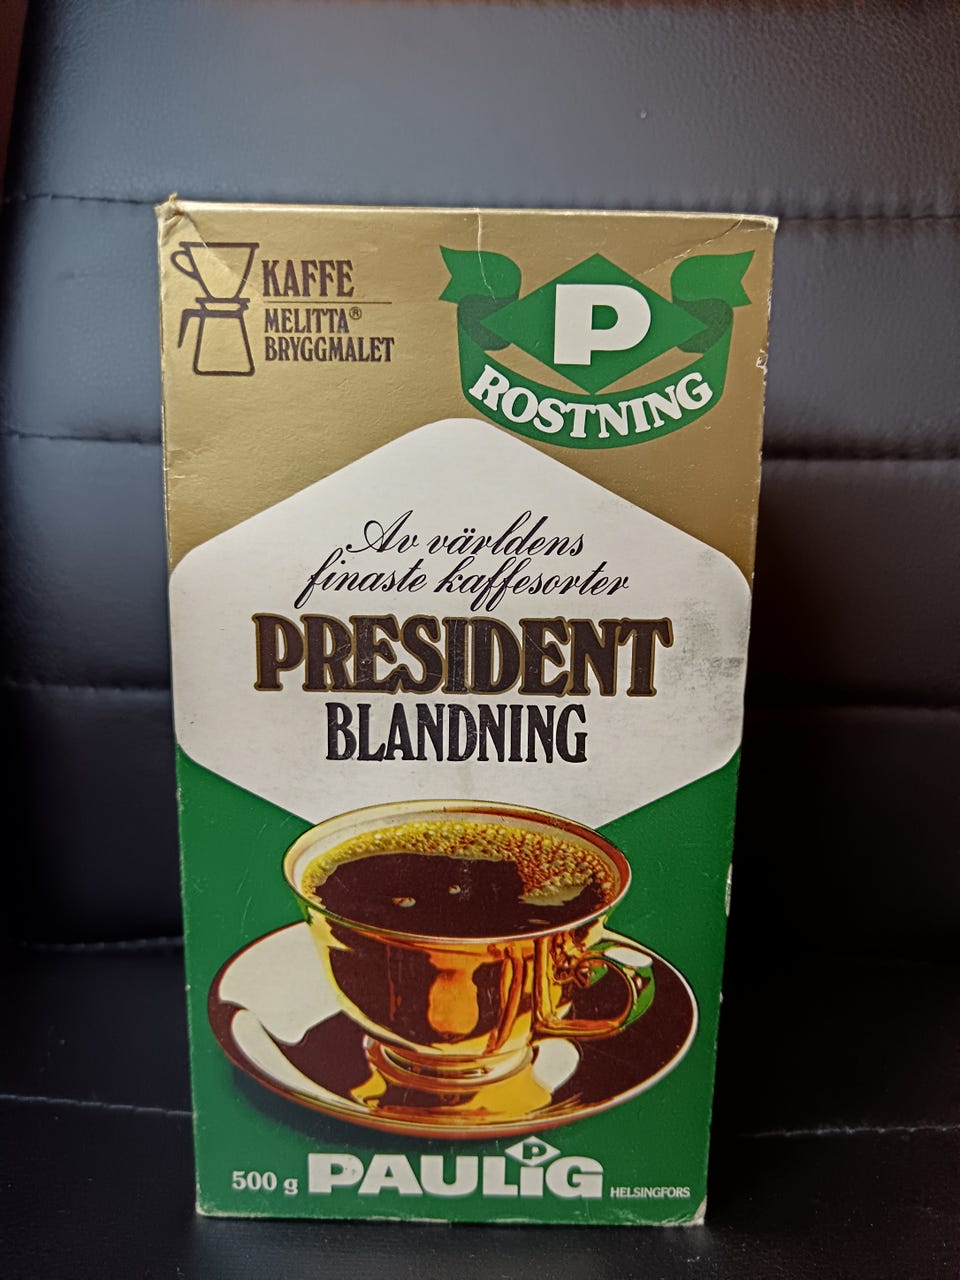 KAFFE
MELITTA®
BRYGGMALET
P
ROSTNING
Av världens
finaste kaffesorter
PRESIDENT
BLANDNING
P
500 g PAULiG HELSINGFORS